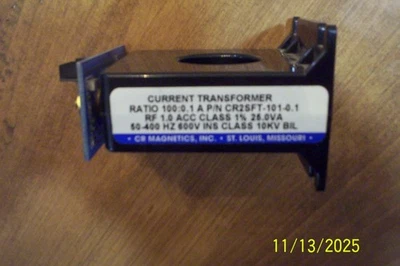 CURRENT TRANSFORMER
RATIO 100:0.1 A P/N CR2SFT-101-0.1
RF 1.0 ACC CLASS 1% 25.0VA
50-400 HZ 600V INS CLASS 10KV BIL
• CR MAGNETICS, INC. • ST. LOUIS, MISSOURI •
11/13/2025